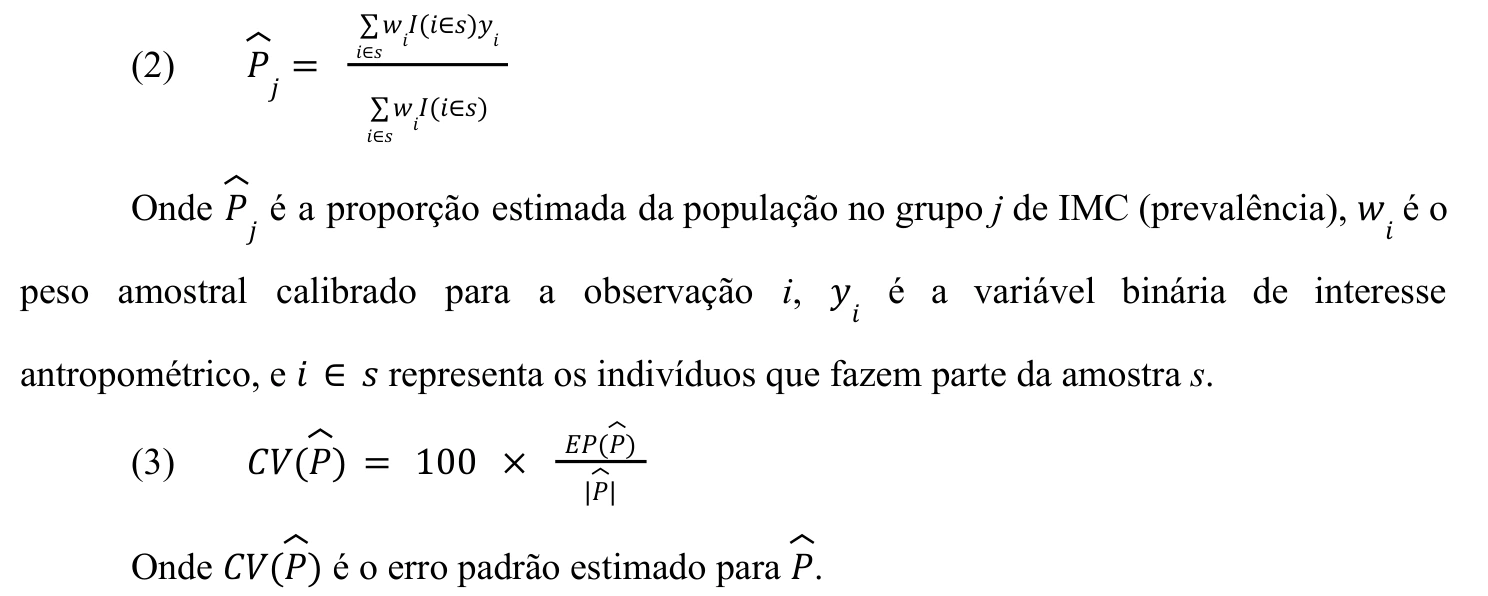 (2) P̂_j = ∑_{i∈s} w_i I(i∈s) y_i / ∑_{i∈s} w_i I(i∈s)
Onde P̂_j é a proporção estimada da população no grupo j de IMC (prevalência), w_i é o
peso amostral calibrado para a observação i, y_i é a variável binária de interesse
antropométrico, e i ∈ s representa os indivíduos que fazem parte da amostra s.
(3) CV(P̂) = 100 × EP(P̂) / |P̂|
Onde CV(P̂) é o erro padrão estimado para P̂.